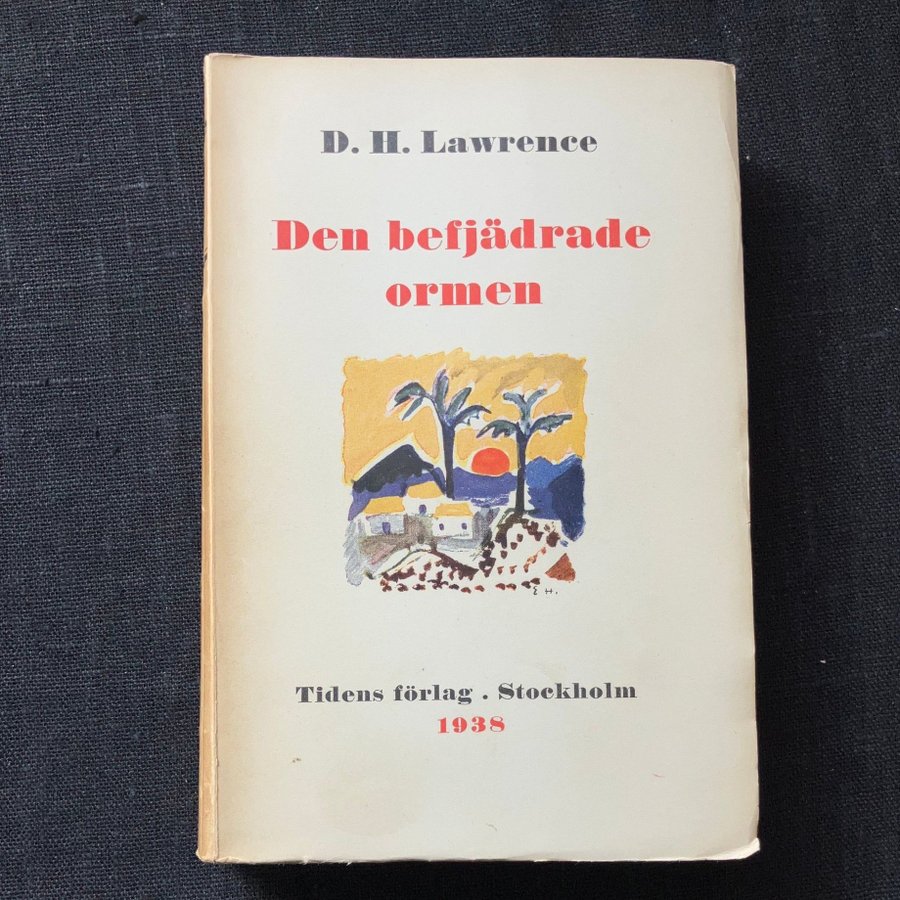 D. H. Lawrence
Den befjädrade
ormen
E H.
Tidens förlag . Stockholm
1938